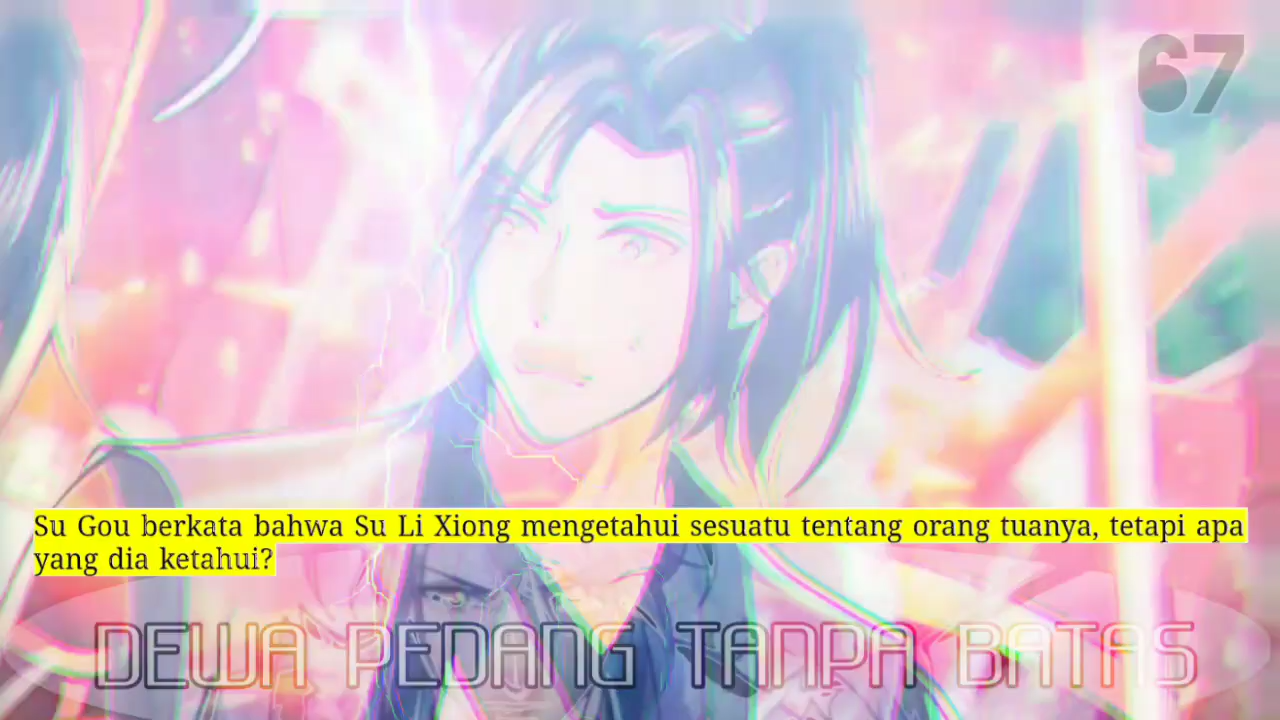 67
Su Gou berkata bahwa Su Li Xiong mengetahui sesuatu tentang orang tuanya, tetapi apa
yang dia ketahui?
DEWA PEDANG TANPA BATAS